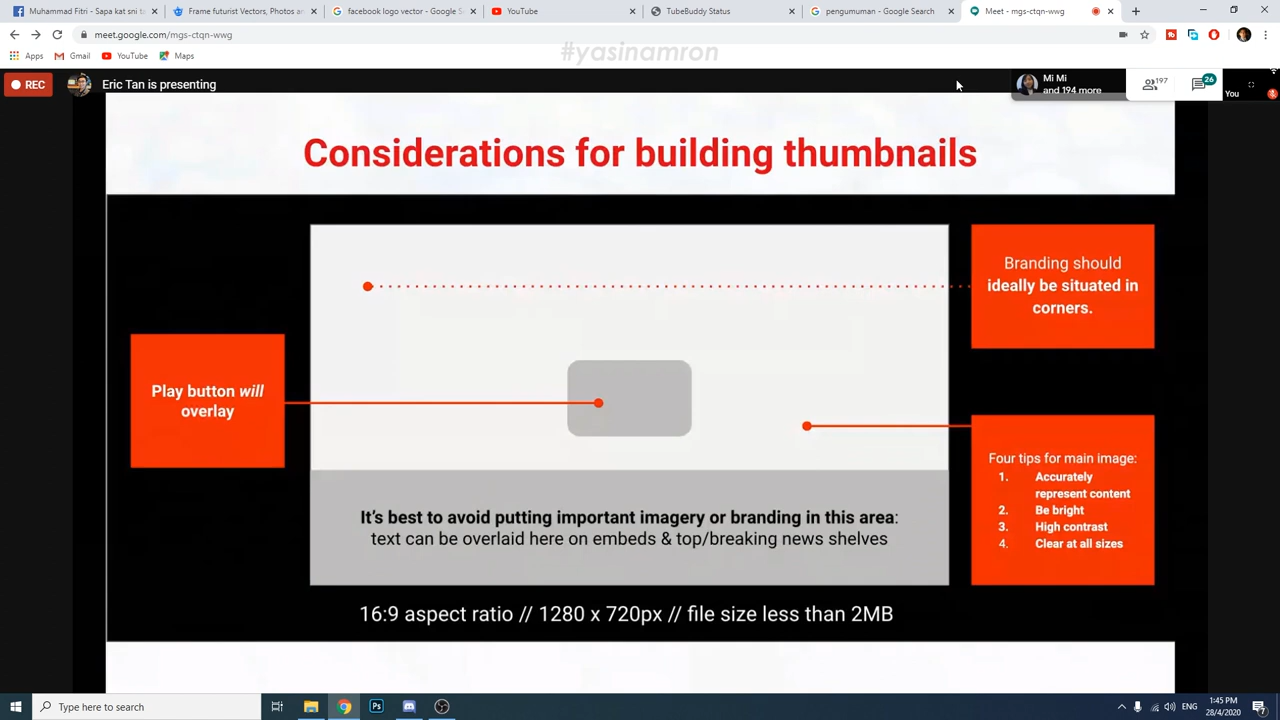 Muhammad Fitri - Sapa kat sni ta
Frame futurist Vectors, Photos a
facebook logo vector - Google S
YouTube
TubeBuddy Status
pengumuman - Google Search
Meet - mgs-ctqn-wwg
meet.google.com/mgs-ctqn-wwg
Apps
Gmail
YouTube
Maps
#yasinamron
REC
Eric Tan is presenting
Mi Mi
and 194 more
197
26
You
Considerations for building thumbnails
Branding should
ideally be situated in
corners.
Play button will
overlay
Four tips for main image:
1. Accurately
represent content
2. Be bright
3. High contrast
4. Clear at all sizes
It's best to avoid putting important imagery or branding in this area:
text can be overlaid here on embeds & top/breaking news shelves
16:9 aspect ratio // 1280 x 720px // file size less than 2MB
Type here to search
Ps
ENG
1:45 PM
28/4/2020